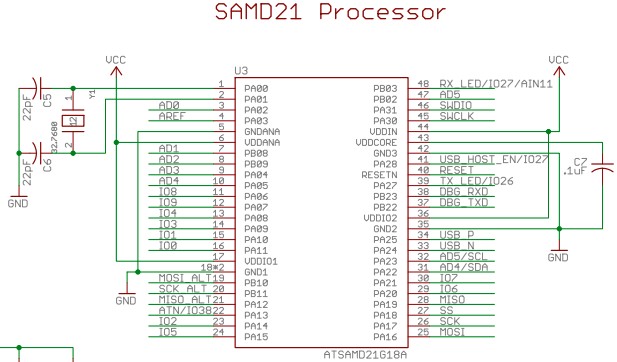 SAMD21 Processor
VCC
VCC
U3
22pF C5
1
Y1
32.7680
12
2
22pF C6
GND
GND
GND
C7
.1uF
1 PA00
2 PA01
AD0 3 PA02
AREF 4 PA03
5 GNDANA
6 VDDANA
AD1 7 PB08
AD2 8 PB09
AD3 9 PA04
AD4 10 PA05
IO8 11 PA06
IO9 12 PA07
IO4 13 PA08
IO3 14 PA09
IO1 15 PA10
IO0 16 PA11
17 VDDIO1
18*2 GND1
MOSI_ALT 19 PB10
SCK_ALT 20 PB11
MISO_ALT 21 PA12
ATN/IO38 22 PA13
IO2 23 PA14
IO5 24 PA15
PB03 48 RX_LED/IO27/AIN11
PB02 47 AD5
PA31 46 SWDIO
PA30 45 SWCLK
VDDIN 44
VDDCORE 43
GND3 42
PA28 41 USB_HOST_EN/IO27
RESETN 40 RESET
PA27 39 TX_LED/IO26
PB23 38 DBG_RXD
PB22 37 DBG_TXD
VDDIO2 36
GND2 35
PA25 34 USB_P
PA24 33 USB_N
PA23 32 AD5/SCL
PA22 31 AD4/SDA
PA21 30 IO7
PA20 29 IO6
PA19 28 MISO
PA18 27 SS
PA17 26 SCK
PA16 25 MOSI
ATSAMD21G18A